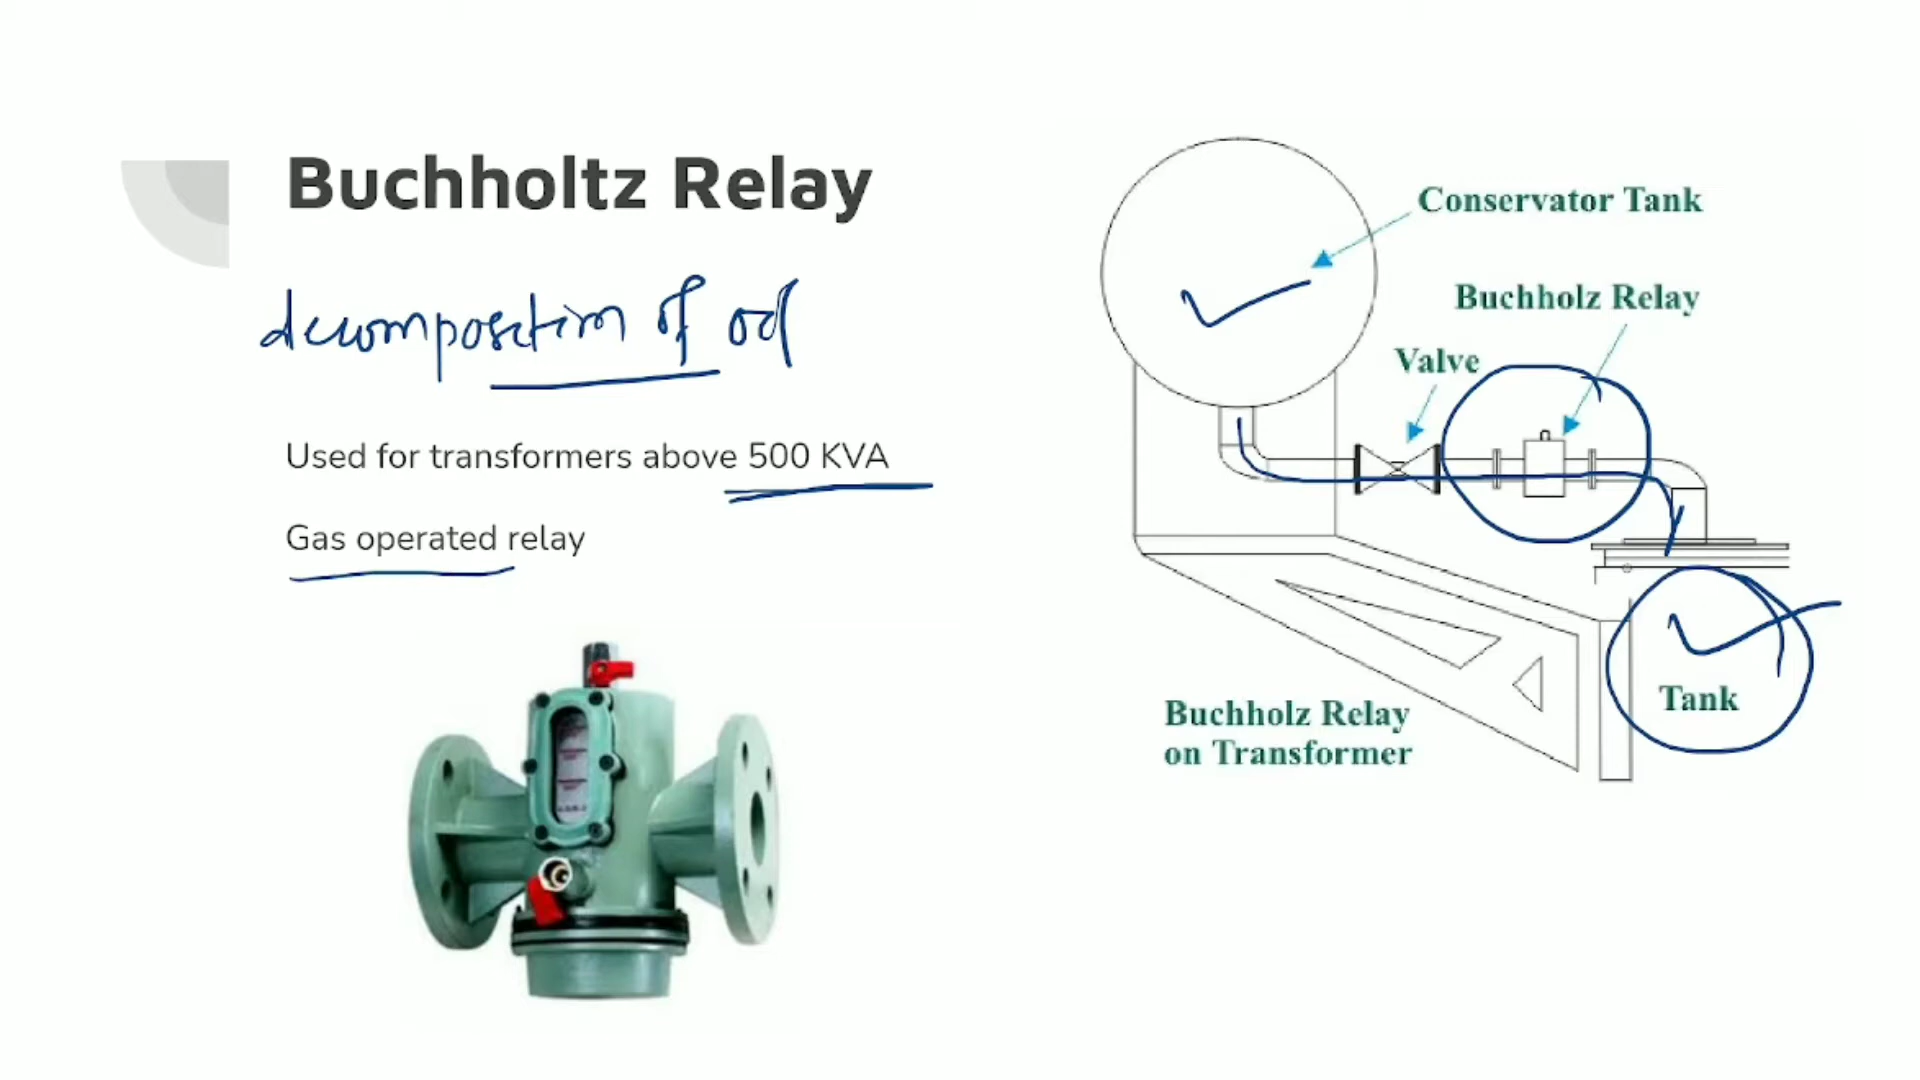 Buchholtz Relay
decomposition of oil
Used for transformers above 500 KVA
Gas operated relay
Conservator Tank
Buchholz Relay
Valve
Tank
Buchholz Relay
on Transformer